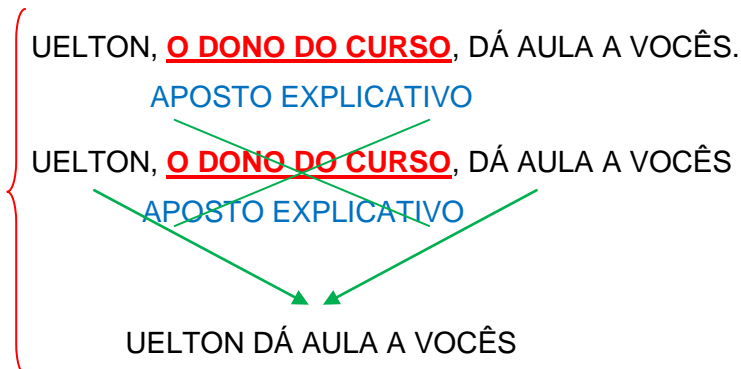 UELTON, O DONO DO CURSO, DÁ AULA A VOCÊS.
APOSTO EXPLICATIVO
UELTON, O DONO DO CURSO, DÁ AULA A VOCÊS
APOSTO EXPLICATIVO
UELTON DÁ AULA A VOCÊS